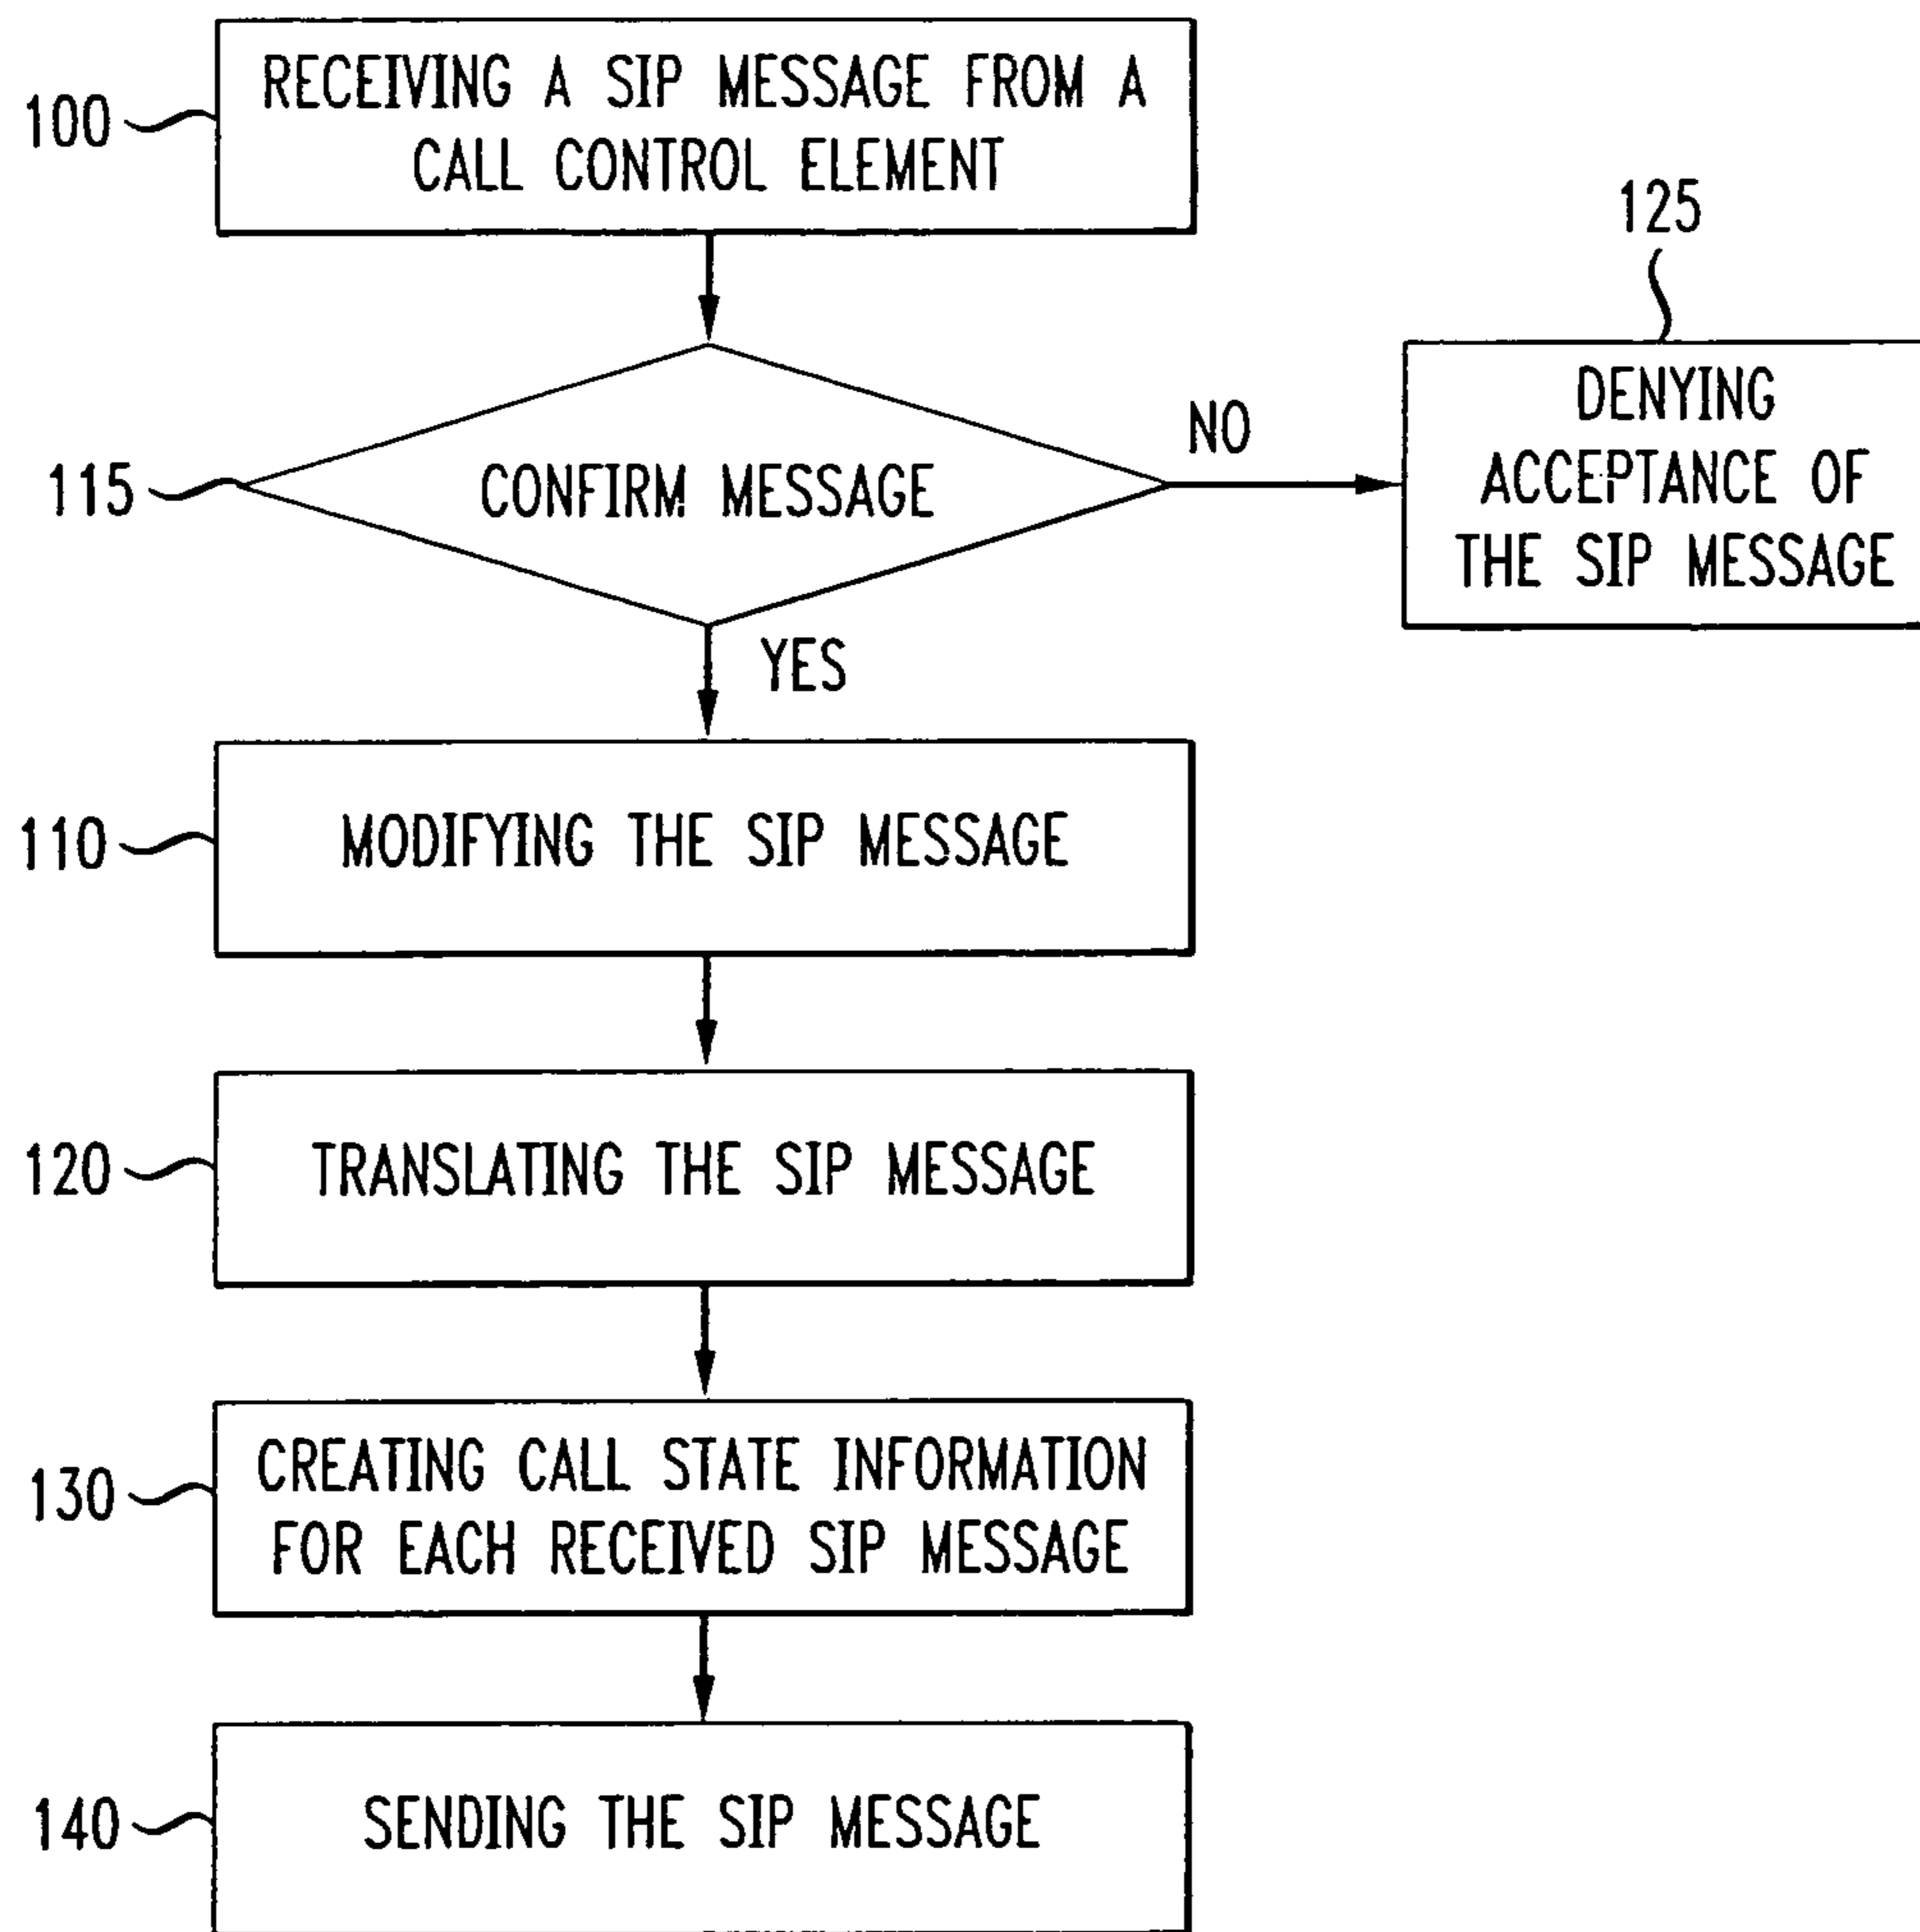 100
RECEIVING A SIP MESSAGE FROM A
CALL CONTROL ELEMENT
125
115
CONFIRM MESSAGE
NO
DENYING
ACCEPTANCE OF
THE SIP MESSAGE
YES
110
MODIFYING THE SIP MESSAGE
120
TRANSLATING THE SIP MESSAGE
130
CREATING CALL STATE INFORMATION
FOR EACH RECEIVED SIP MESSAGE
140
SENDING THE SIP MESSAGE